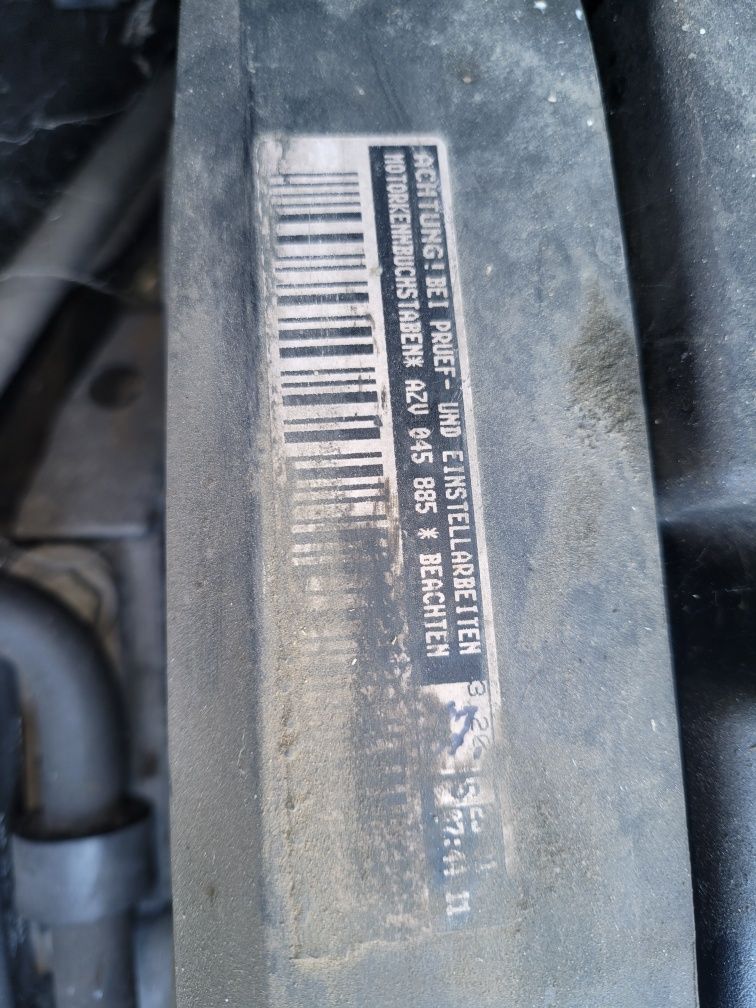 ACHTUNG! BEI PRUEF- UND EINSTELLARBEITEN
MOTORKENNBUCHSTABEN* AZV 045 885 * BEACHTEN